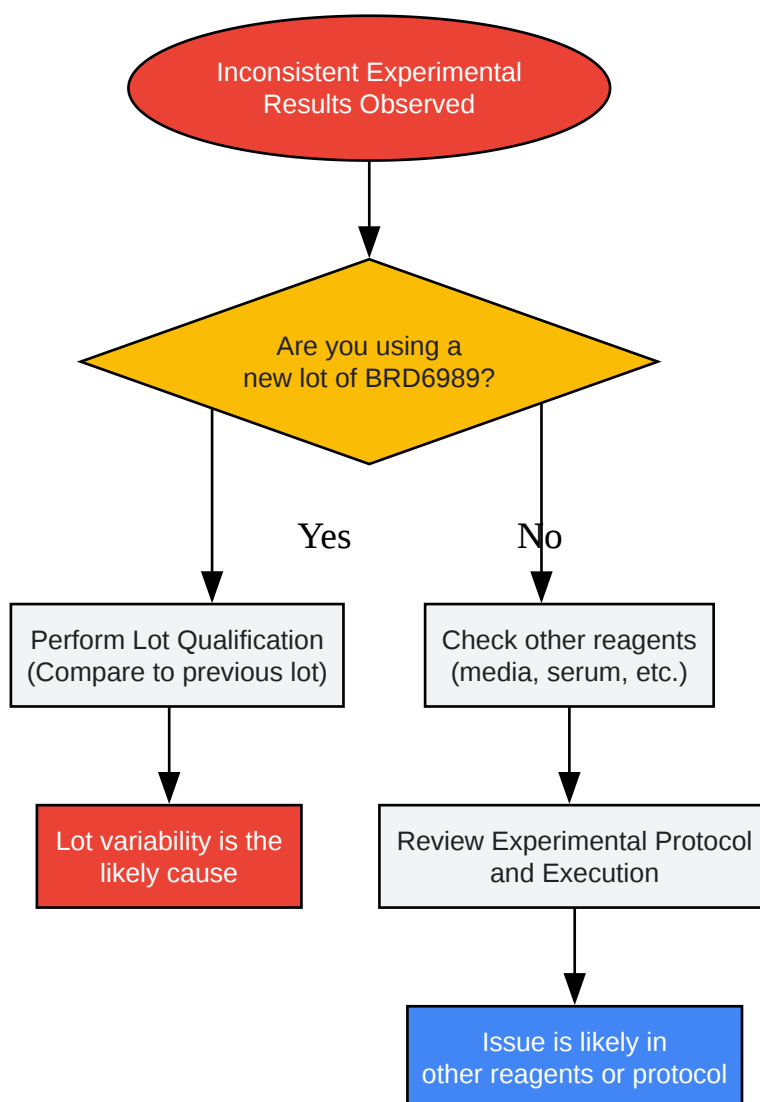 Inconsistent Experimental
Results Observed
Are you using a
new lot of BRD6989?
Yes
No
Perform Lot Qualification
(Compare to previous lot)
Check other reagents
(media, serum, etc.)
Lot variability is the
likely cause
Review Experimental Protocol
and Execution
Issue is likely in
other reagents or protocol